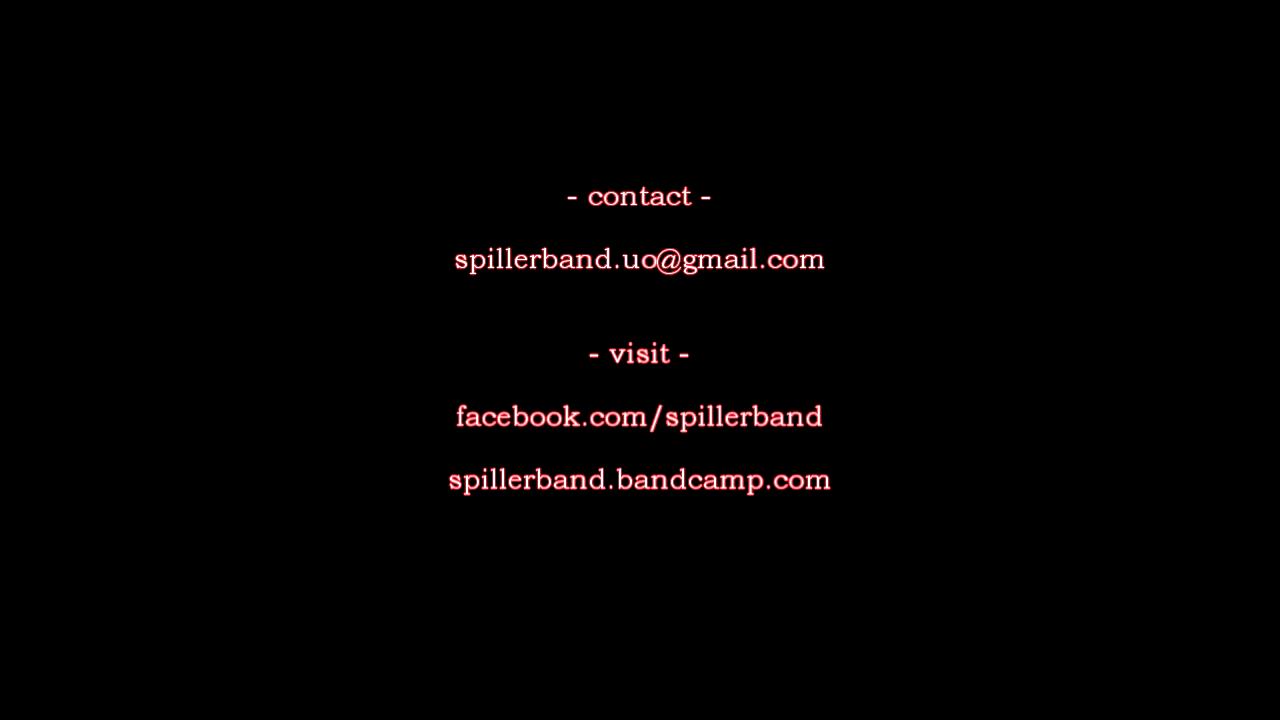 - contact -
spillerband.uo@gmail.com
- visit -
facebook.com/spillerband
spillerband.bandcamp.com